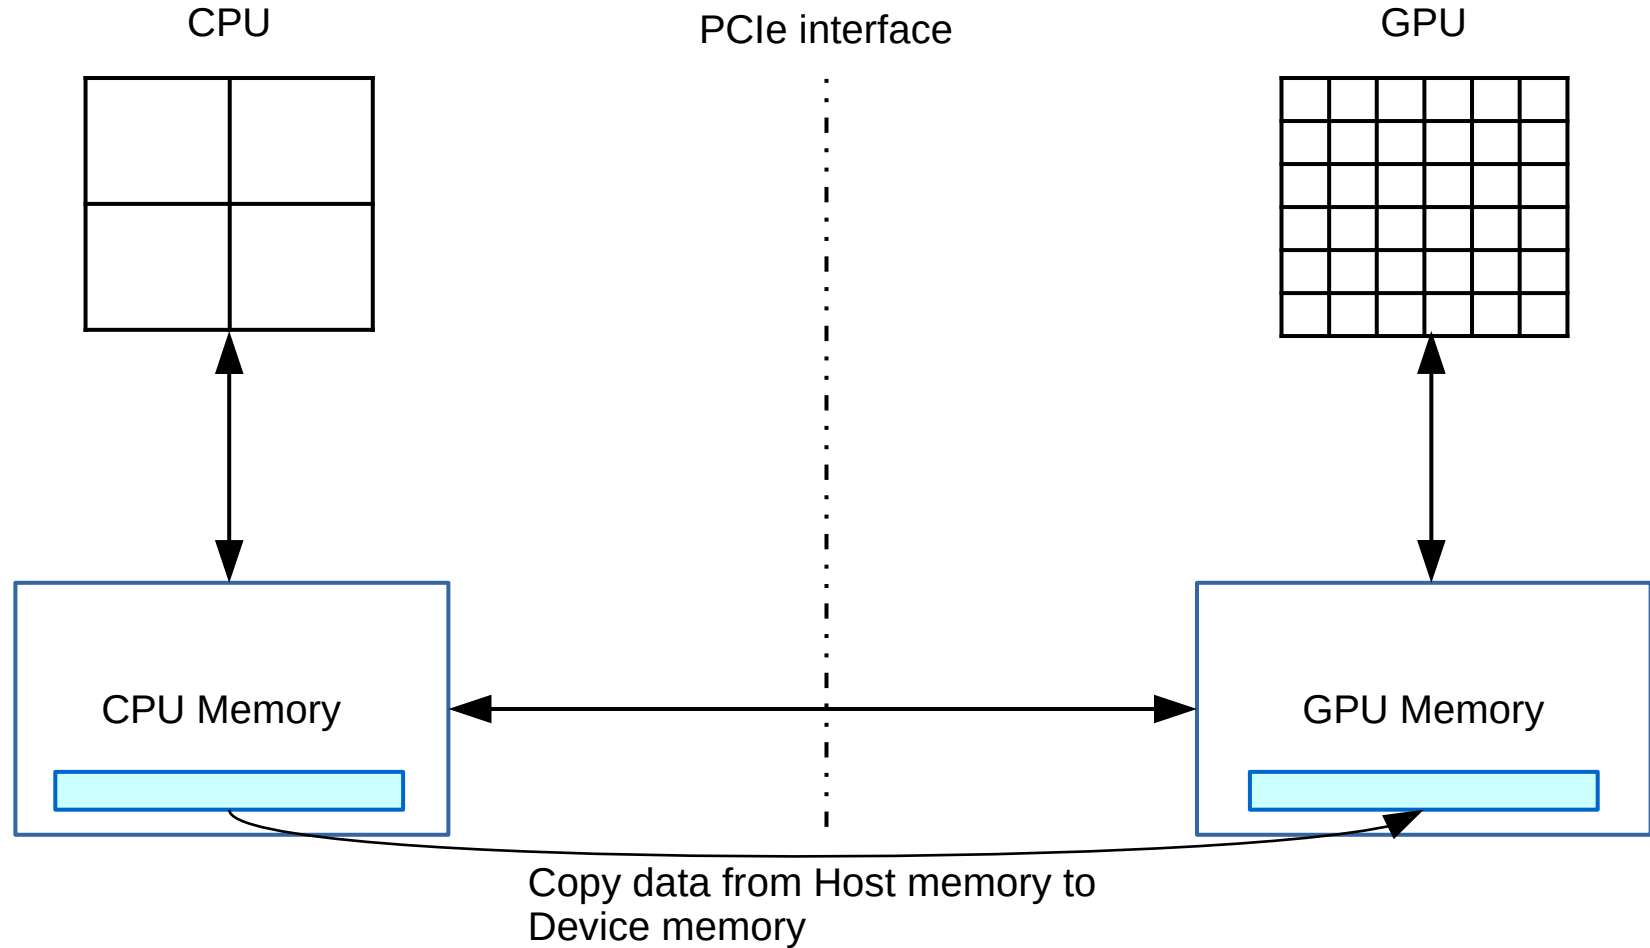 CPU
PCIe interface
GPU
CPU Memory
GPU Memory
Copy data from Host memory to
Device memory